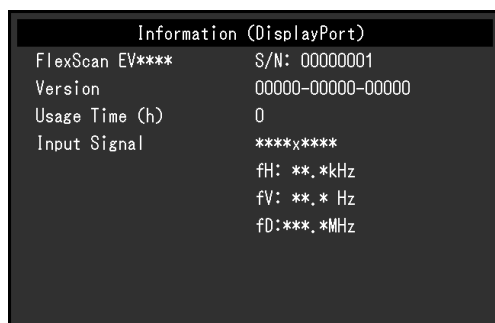 Information (DisplayPort)
FlexScan EV**** S/N: 00000001
Version 00000-00000-00000
Usage Time (h) 0
Input Signal ****x****
fH: **.*kHz
fV: **.* Hz
fD:***.*MHz